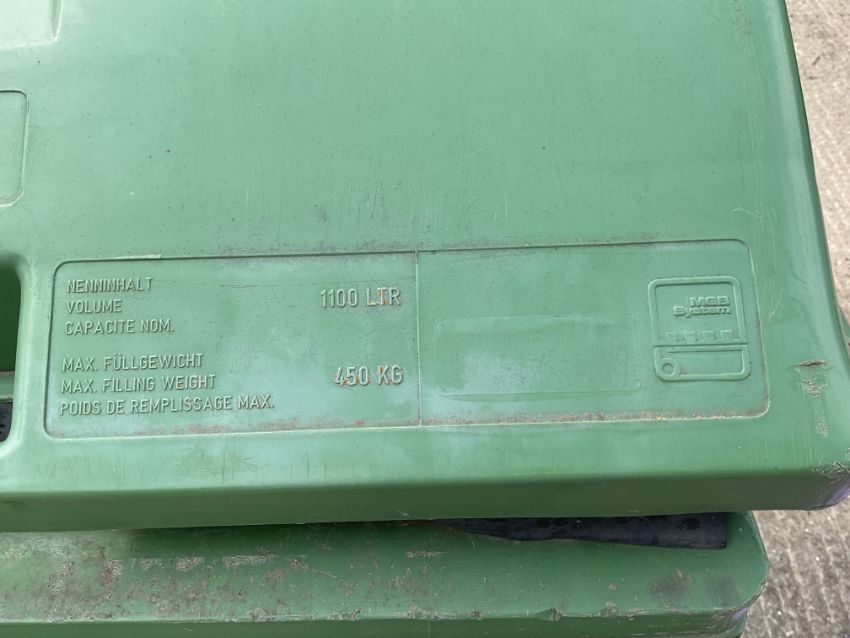 NENNINHALT
VOLUME 1100 LTR
CAPACITE NOM.
MAX. FÜLLGEWICHT
MAX. FILLING WEIGHT 450 KG
POIDS DE REMPLISSAGE MAX.
MGB
System